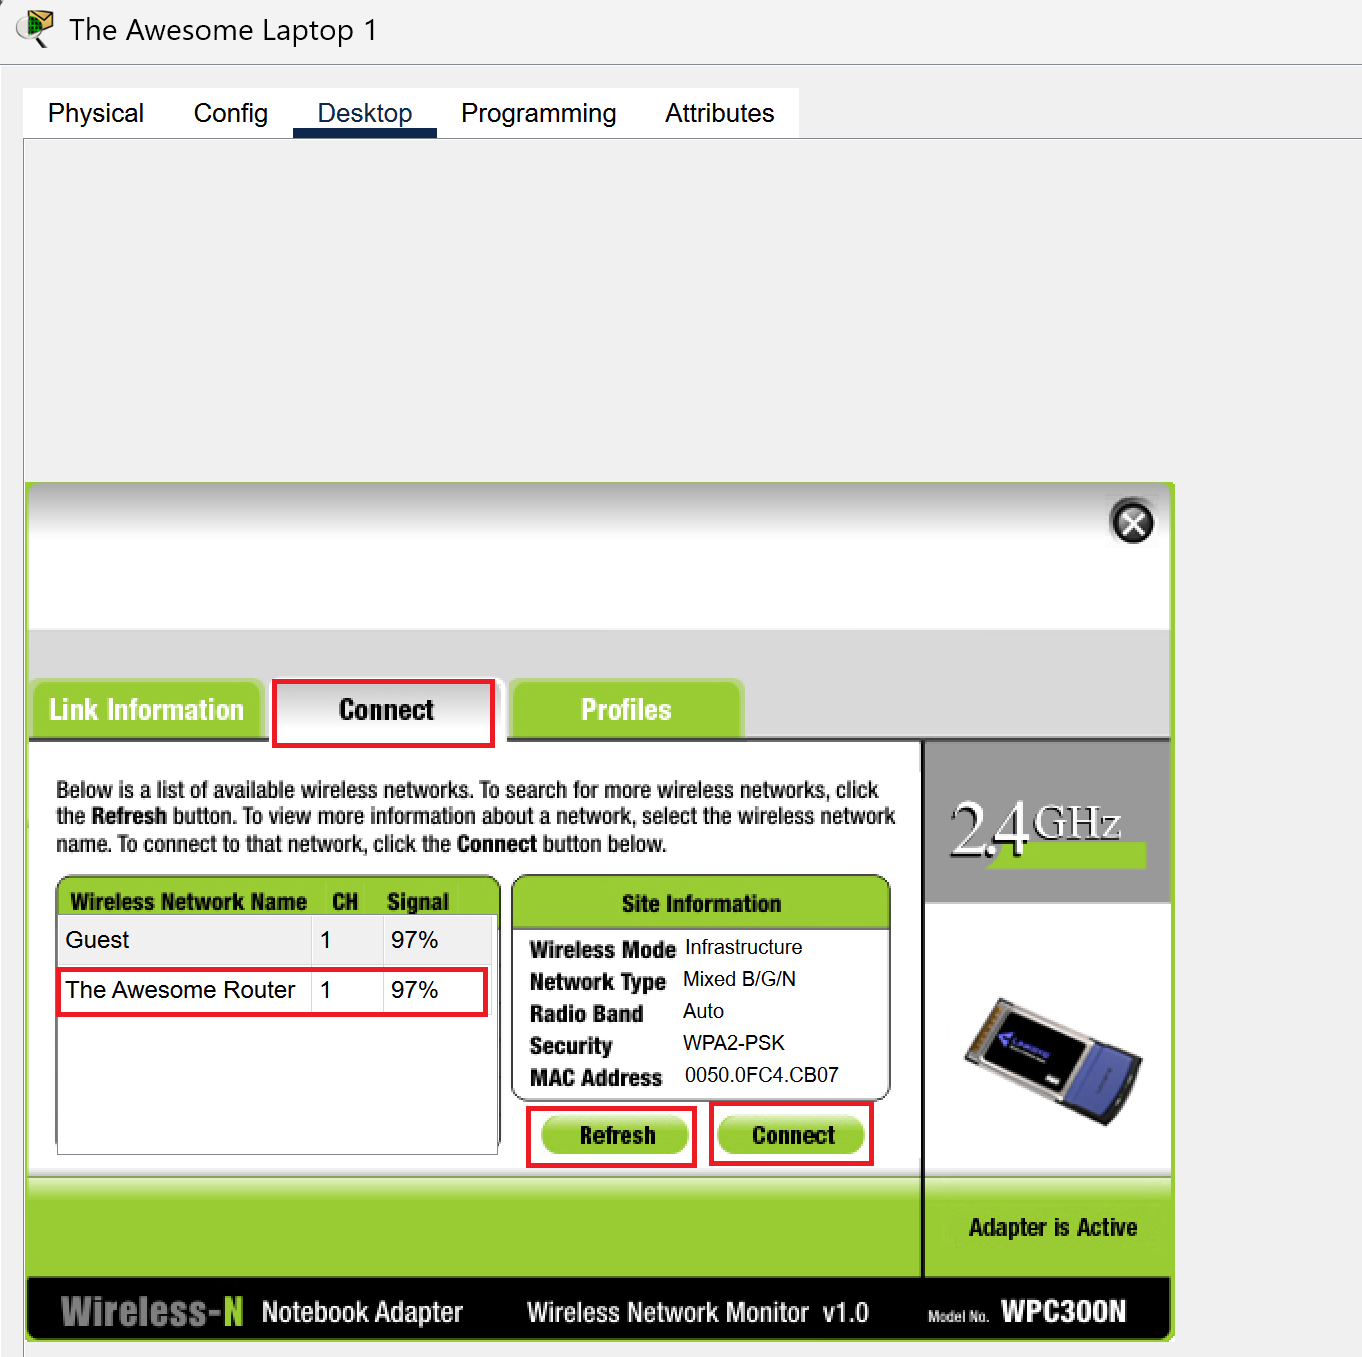 The Awesome Laptop 1
Physical Config Desktop Programming Attributes
Link Information Connect Profiles
Below is a list of available wireless networks. To search for more wireless networks, click
the Refresh button. To view more information about a network, select the wireless network
name. To connect to that network, click the Connect button below.
2.4GHz
Wireless Network Name CH Signal
Guest 1 97%
The Awesome Router 1 97%
Site Information
Wireless Mode Infrastructure
Network Type Mixed B/G/N
Radio Band Auto
Security WPA2-PSK
MAC Address 0050.0FC4.CB07
Refresh Connect
Adapter is Active
Wireless-N Notebook Adapter Wireless Network Monitor v1.0 Model No. WPC300N